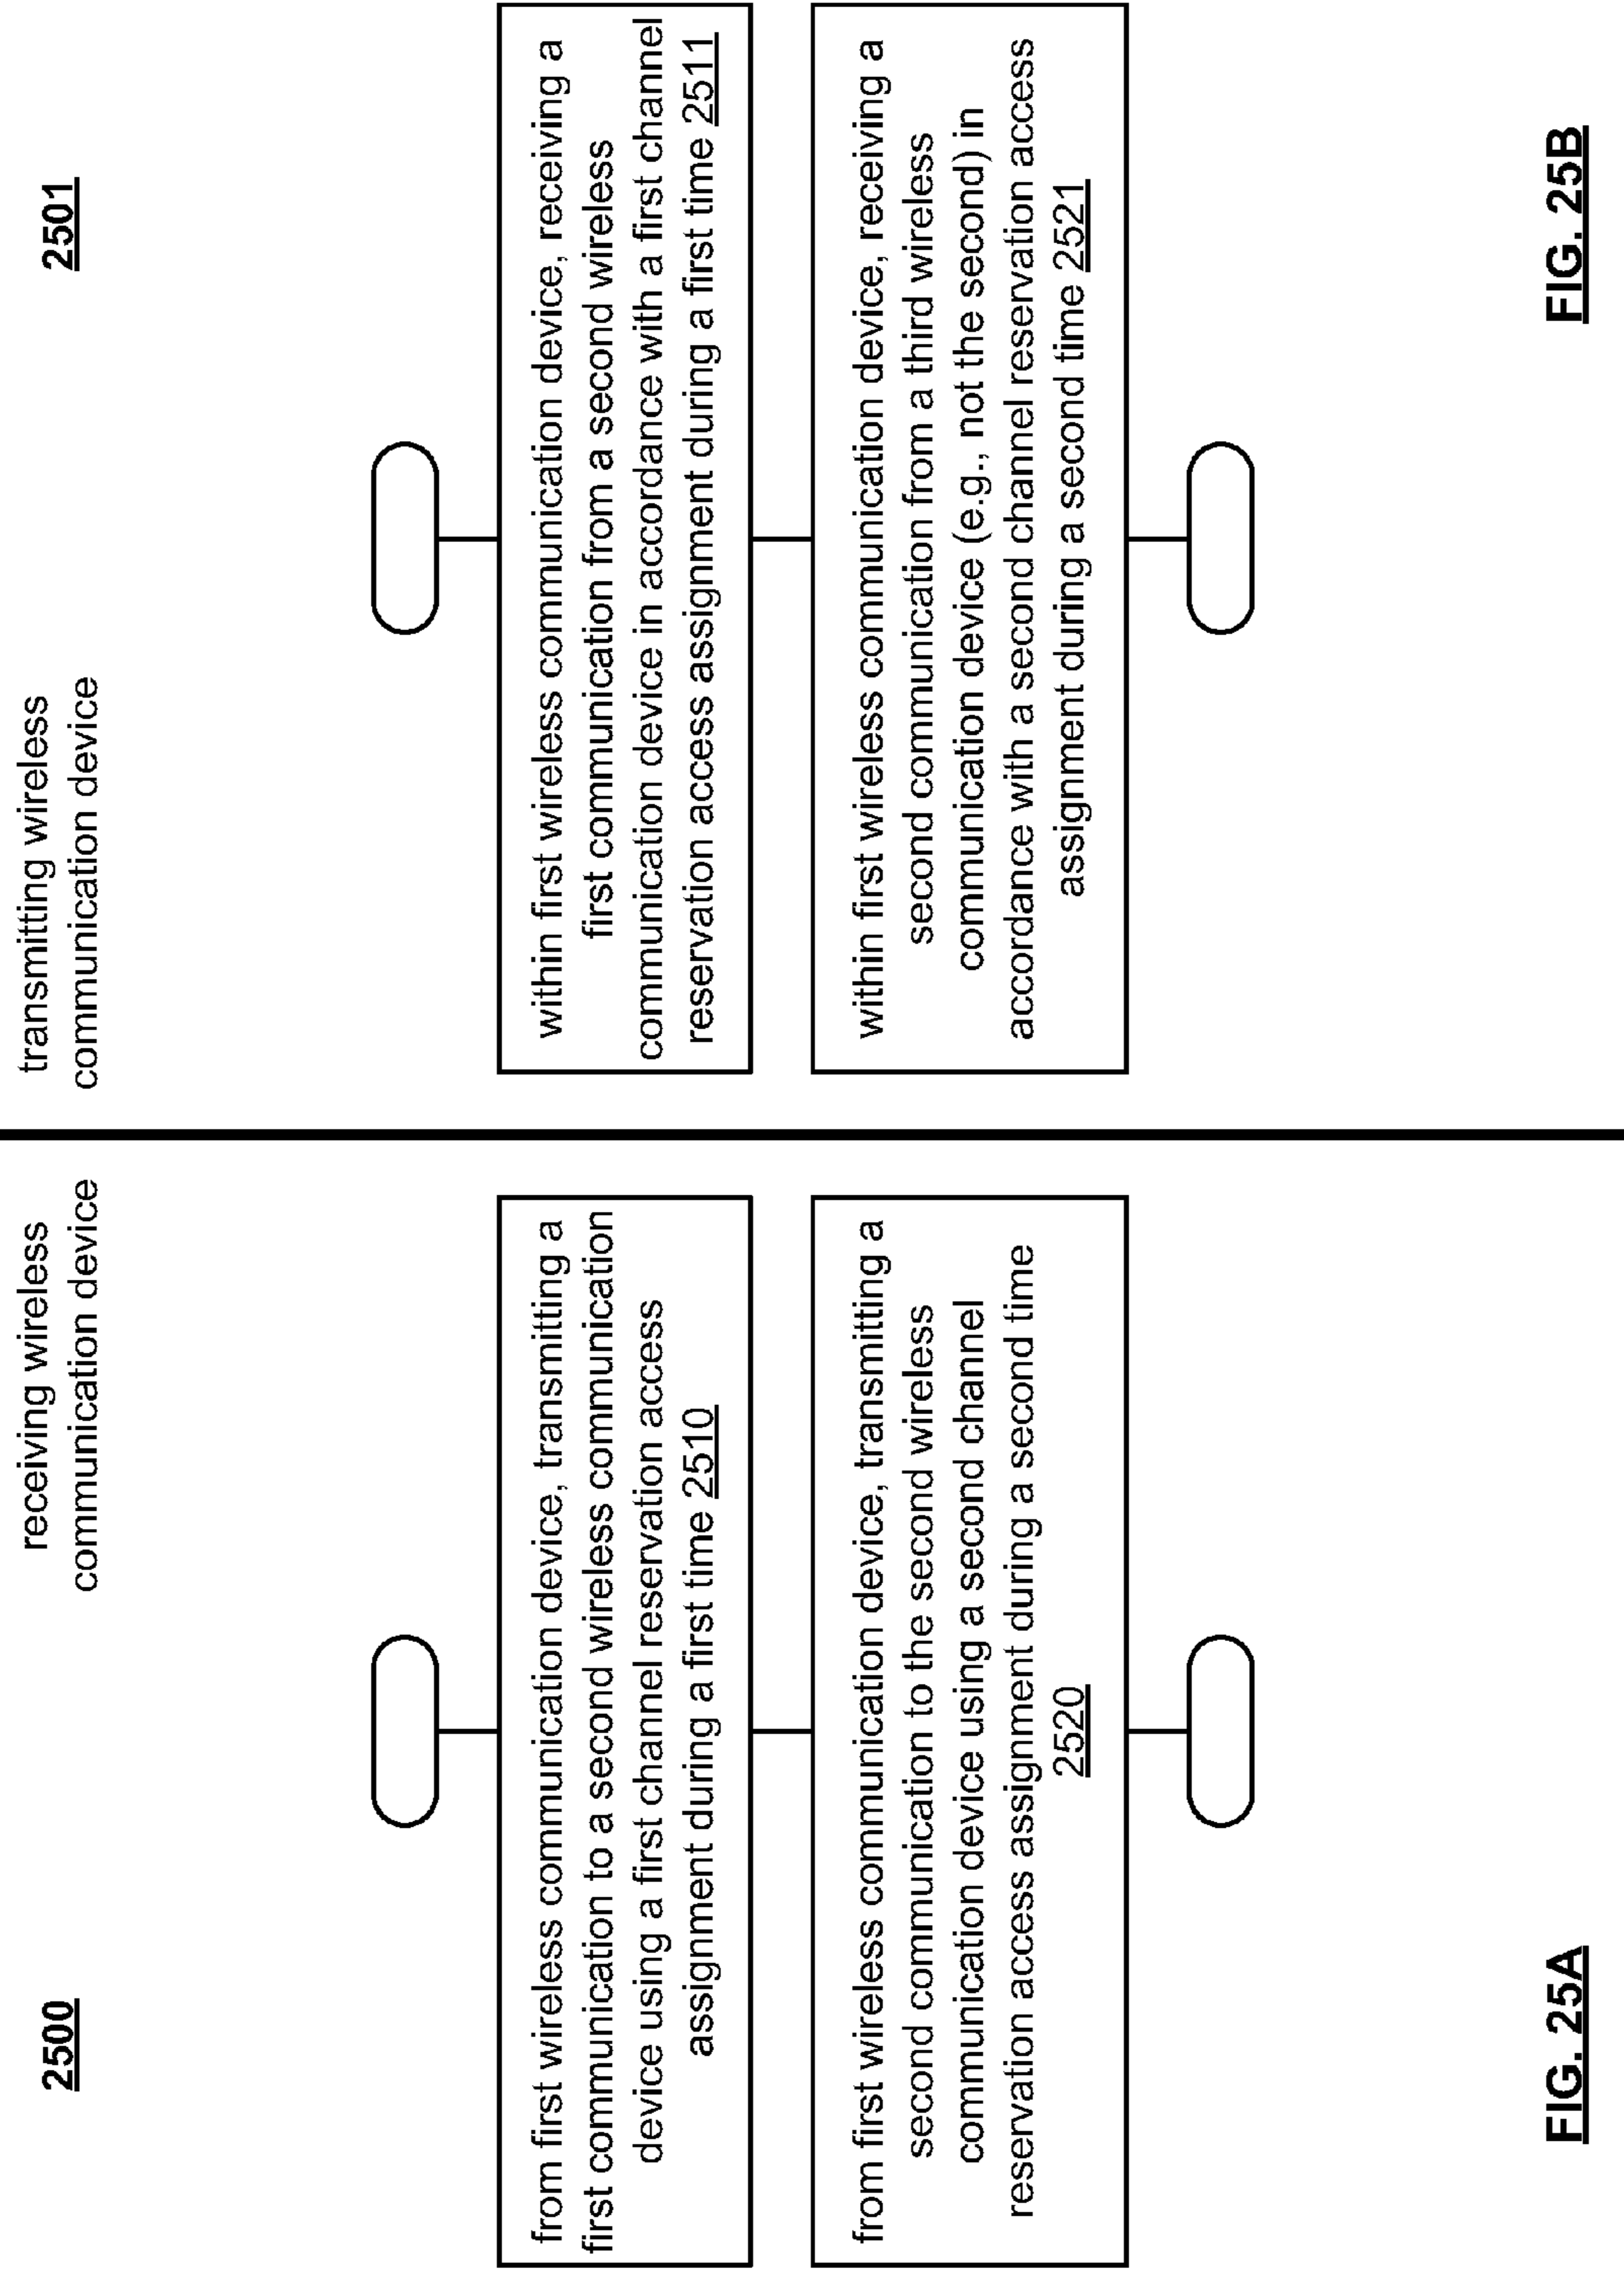 2500
receiving wireless
communication device
from first wireless communication device, transmitting a
first communication to a second wireless communication
device using a first channel reservation access
assignment during a first time 2510
from first wireless communication device, transmitting a
second communication to the second wireless
communication device using a second channel
reservation access assignment during a second time
2520
FIG. 25A
transmitting wireless
communication device
2501
within first wireless communication device, receiving a
first communication from a second wireless
communication device in accordance with a first channel
reservation access assignment during a first time 2511
within first wireless communication device, receiving a
second communication from a third wireless
communication device (e.g., not the second) in
accordance with a second channel reservation access
assignment during a second time 2521
FIG. 25B